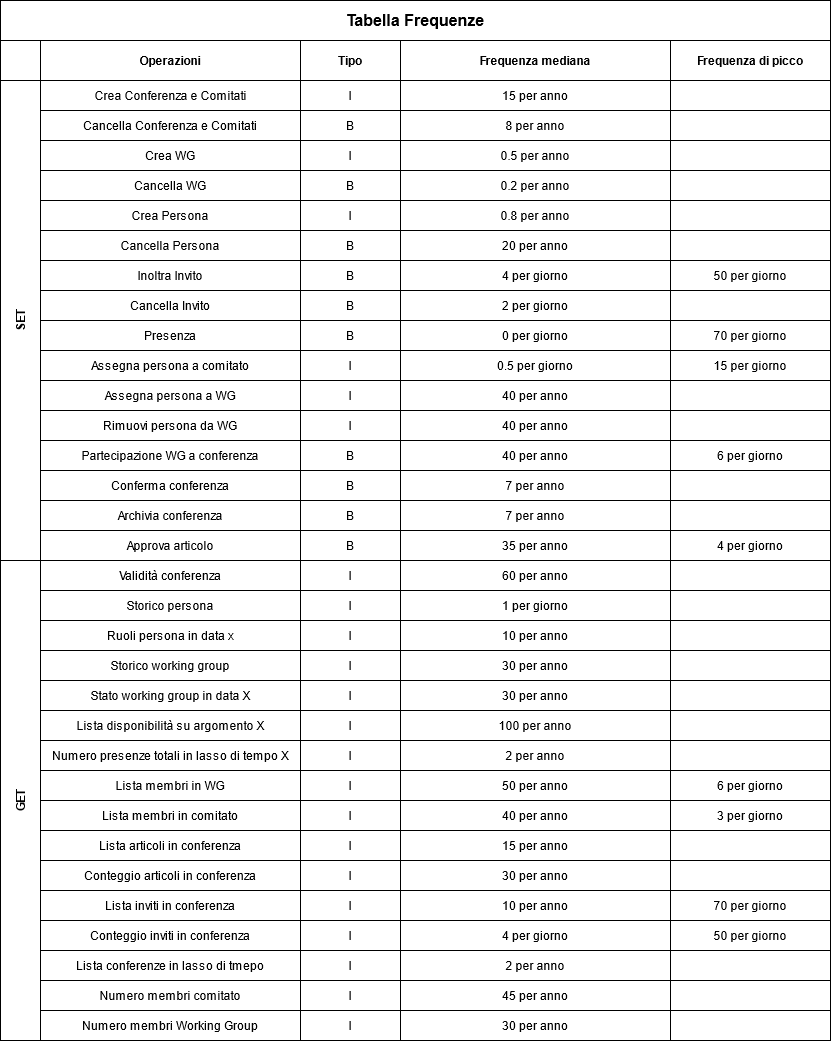 Tabella Frequenze
Operazioni Tipo Frequenza mediana Frequenza di picco
SET
Crea Conferenza e Comitati I 15 per anno
Cancella Conferenza e Comitati B 8 per anno
Crea WG I 0.5 per anno
Cancella WG B 0.2 per anno
Crea Persona I 0.8 per anno
Cancella Persona B 20 per anno
Inoltra Invito B 4 per giorno 50 per giorno
Cancella Invito B 2 per giorno
Presenza B 0 per giorno 70 per giorno
Assegna persona a comitato I 0.5 per giorno 15 per giorno
Assegna persona a WG I 40 per anno
Rimuovi persona da WG I 40 per anno
Partecipazione WG a conferenza B 40 per anno 6 per giorno
Conferma conferenza B 7 per anno
Archivia conferenza B 7 per anno
Approva articolo B 35 per anno 4 per giorno
GET
Validità conferenza I 60 per anno
Storico persona I 1 per giorno
Ruoli persona in data x I 10 per anno
Storico working group I 30 per anno
Stato working group in data X I 30 per anno
Lista disponibilità su argomento X I 100 per anno
Numero presenze totali in lasso di tempo X I 2 per anno
Lista membri in WG I 50 per anno 6 per giorno
Lista membri in comitato I 40 per anno 3 per giorno
Lista articoli in conferenza I 15 per anno
Conteggio articoli in conferenza I 30 per anno
Lista inviti in conferenza I 10 per anno 70 per giorno
Conteggio inviti in conferenza I 4 per giorno 50 per giorno
Lista conferenze in lasso di tmepo I 2 per anno
Numero membri comitato I 45 per anno
Numero membri Working Group I 30 per anno